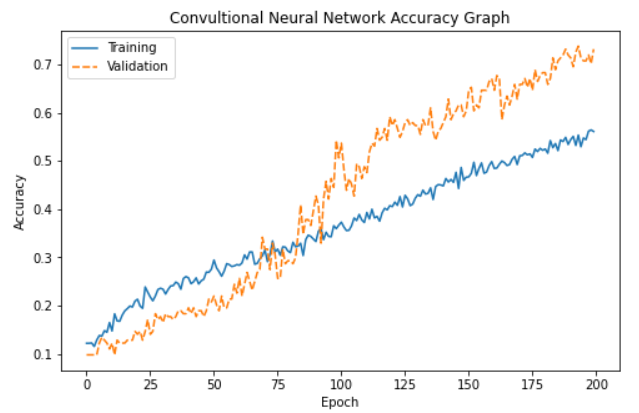 Convultional Neural Network Accuracy Graph
Training
Validation
0.7
0.6
0.5
0.4
0.3
0.2
0.1
Accuracy
0 25 50 75 100 125 150 175 200
Epoch